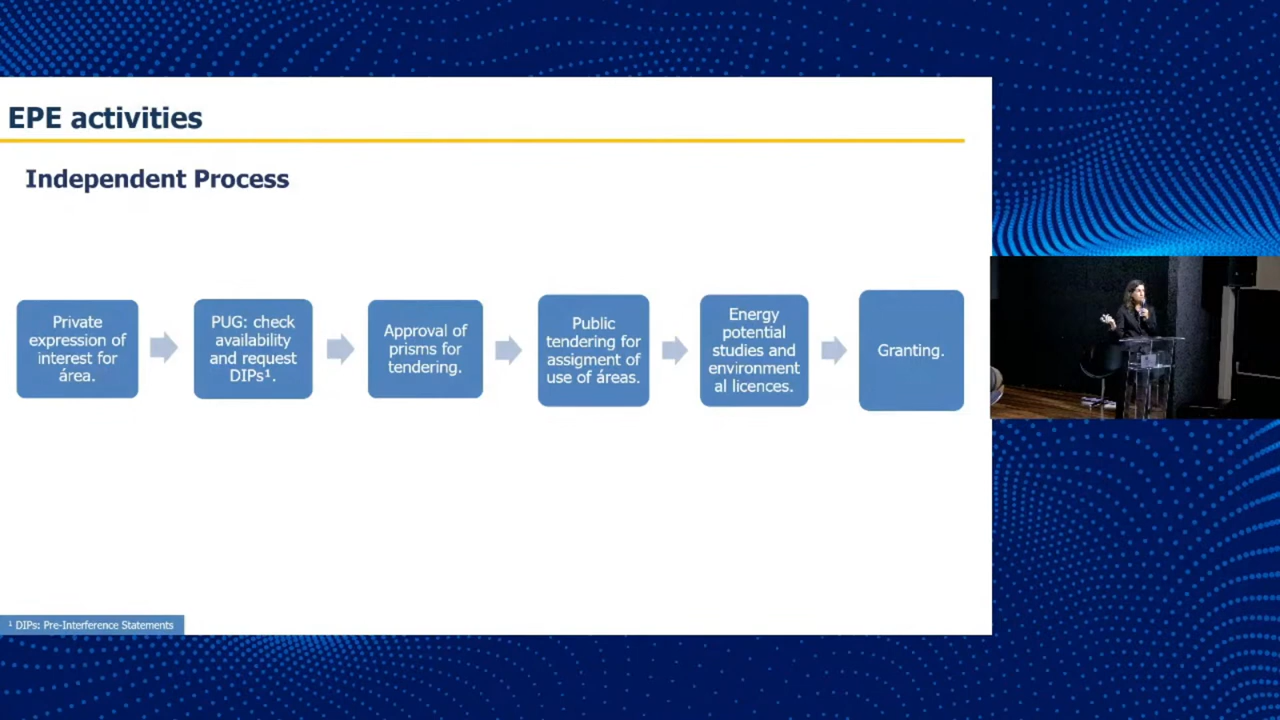 EPE activities
Independent Process
Private
expression of
interest for
área.
PUG: check
availability
and request
DIPs¹.
Approval of
prisms for
tendering.
Public
tendering for
assigment of
use of áreas.
Energy
potential
studies and
environment
al licences.
Granting.
¹ DIPs: Pre-Interference Statements